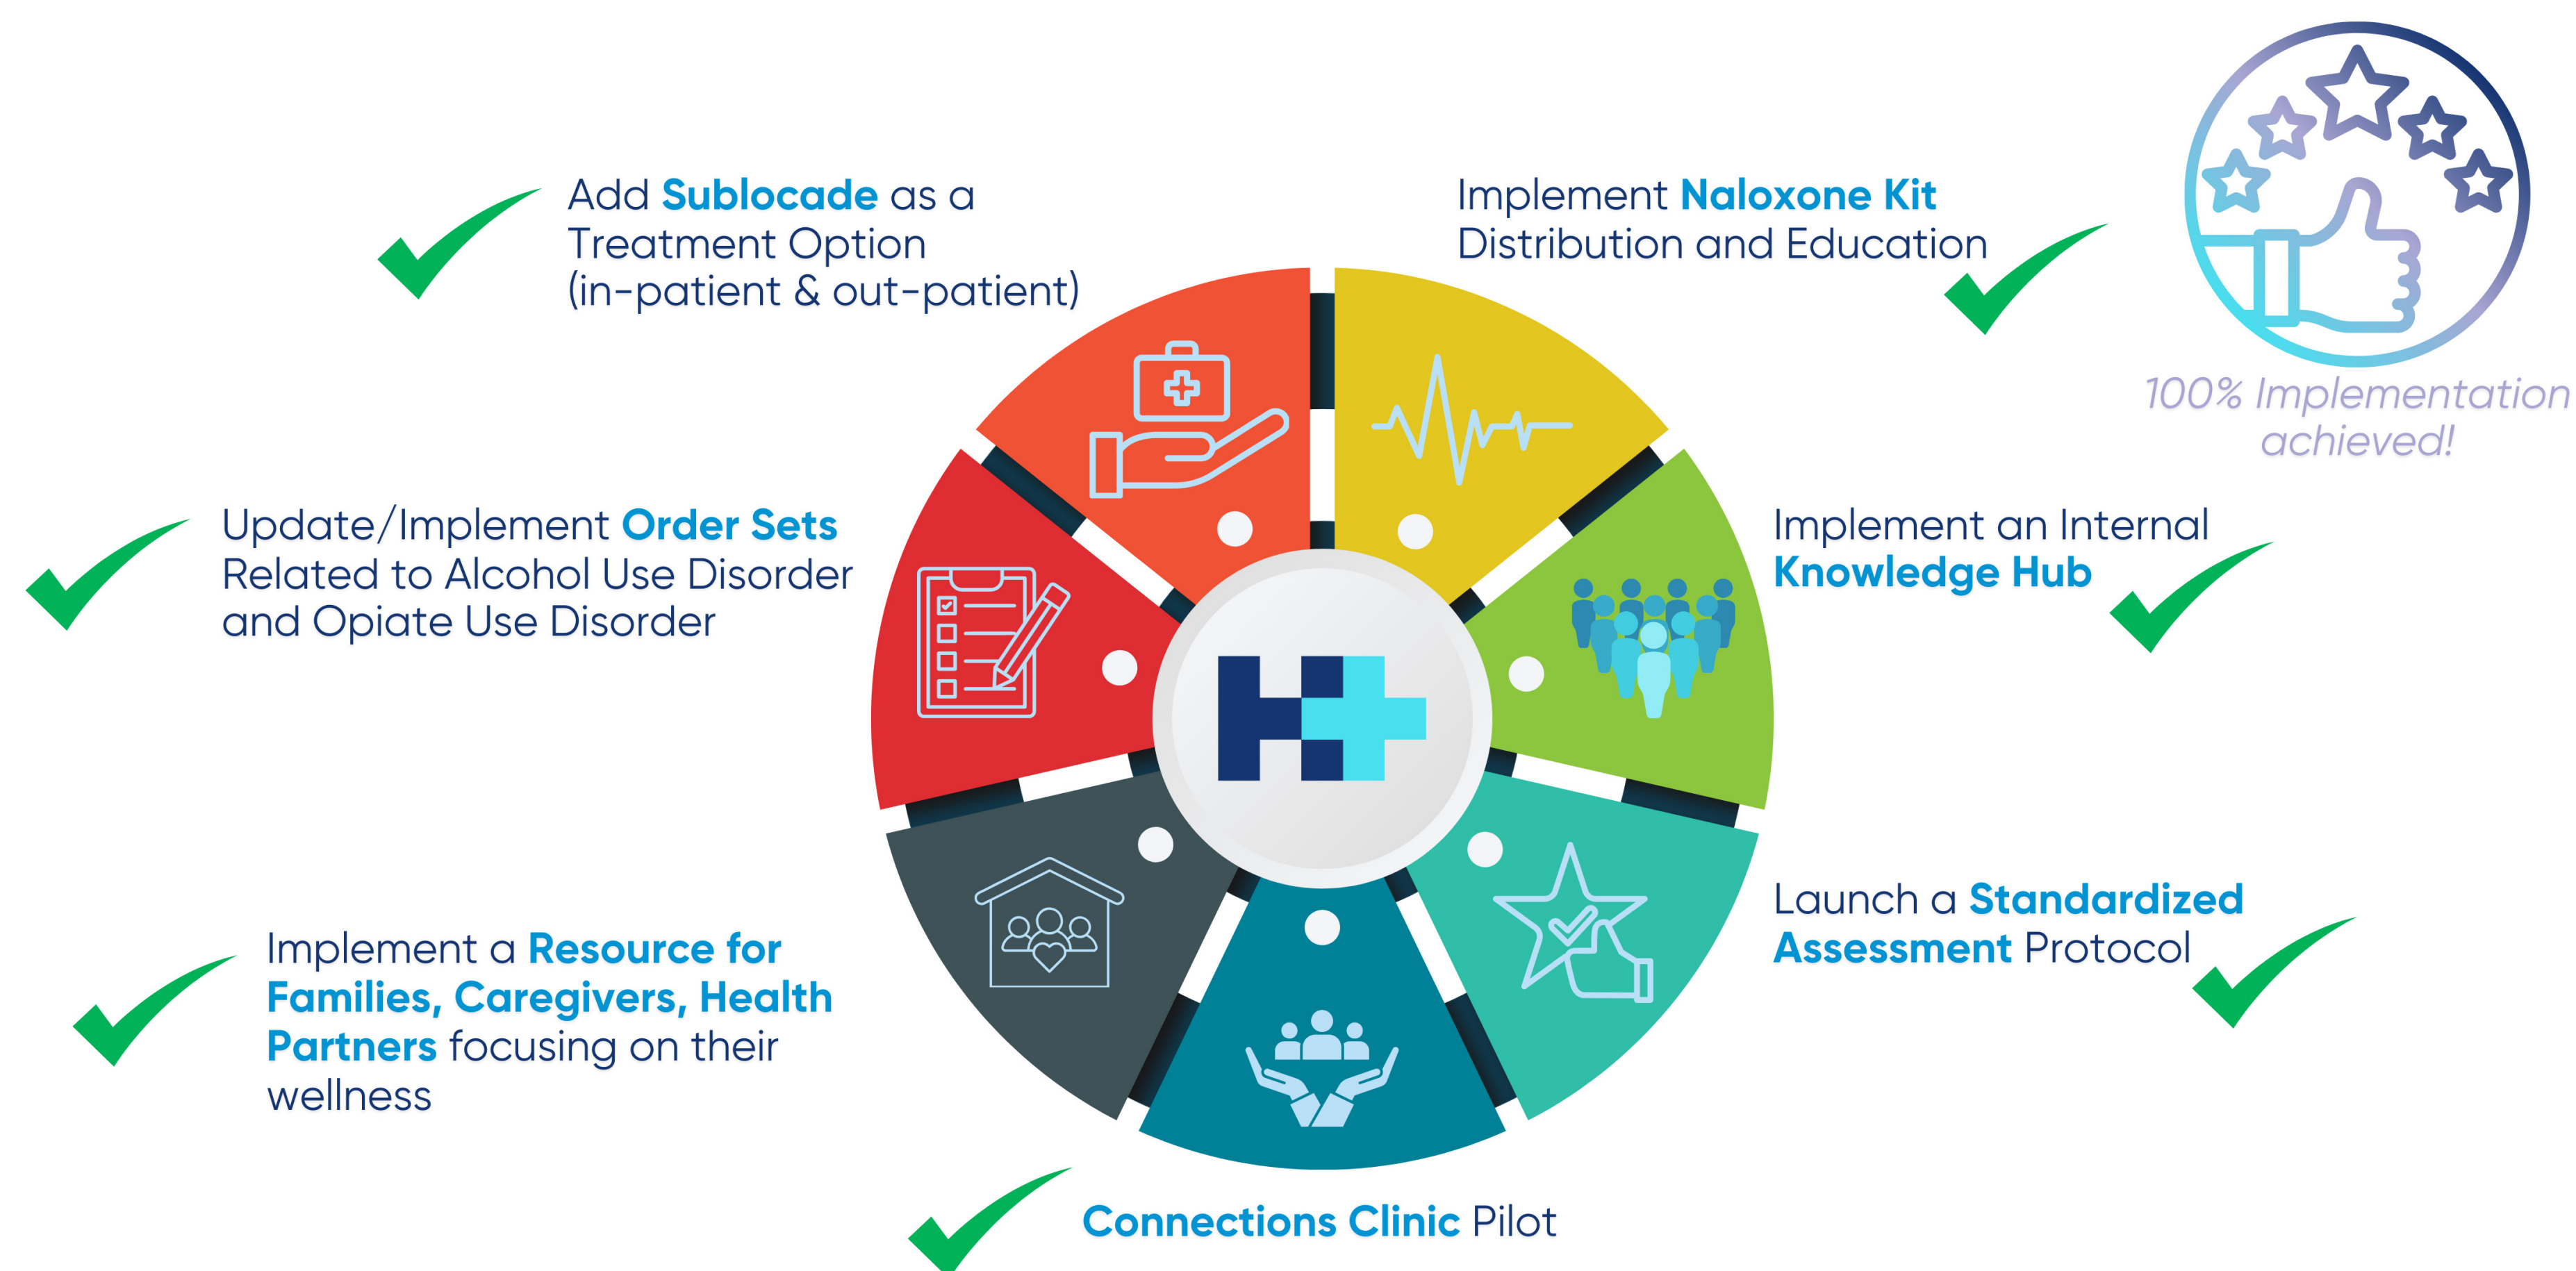 Add Sublocade as a
Treatment Option
(in-patient & out-patient)
Implement Naloxone Kit
Distribution and Education
100% Implementation
achieved!
Update/Implement Order Sets
Related to Alcohol Use Disorder
and Opiate Use Disorder
Implement an Internal
Knowledge Hub
Implement a Resource for
Families, Caregivers, Health
Partners focusing on their
wellness
Launch a Standardized
Assessment Protocol
Connections Clinic Pilot